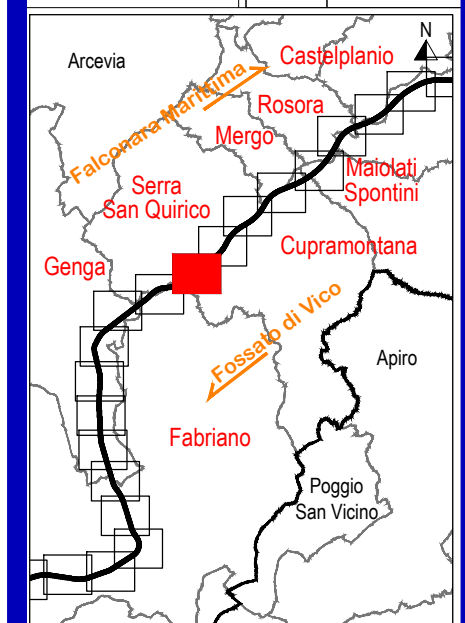 N
Castelplanio
Arcevia
Falconara Marittima
Rosora
Mergo
Maiolati
Spontini
Serra
San Quirico
Cupramontana
Genga
Fossato di Vico
Apiro
Fabriano
Poggio
San Vicino